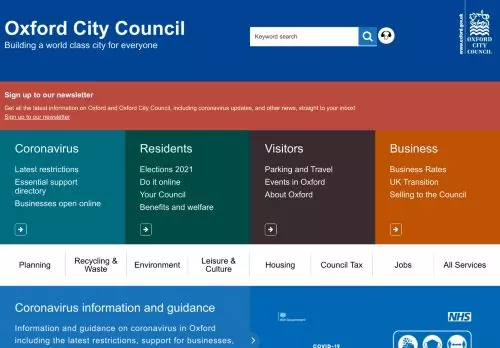 Oxford City Council
Building a world class city for everyone
Keyword search
www.oxford.gov.uk
OXFORD
CITY
COUNCIL
Sign up to our newsletter
Get all the latest information on Oxford and Oxford City Council, including coronavirus updates, and other news, straight to your inbox!
Sign up to our newsletter
Coronavirus
Latest restrictions
Essential support
directory
Businesses open online
Residents
Elections 2021
Do it online
Your Council
Benefits and welfare
Visitors
Parking and Travel
Events in Oxford
About Oxford
Business
Business Rates
UK Transition
Selling to the Council
Planning
Recycling &
Waste
Environment
Leisure &
Culture
Housing
Council Tax
Jobs
All Services
Coronavirus information and guidance
Information and guidance on coronavirus in Oxford
including the latest restrictions, support for businesses,
HM Government
NHS
COVID-19